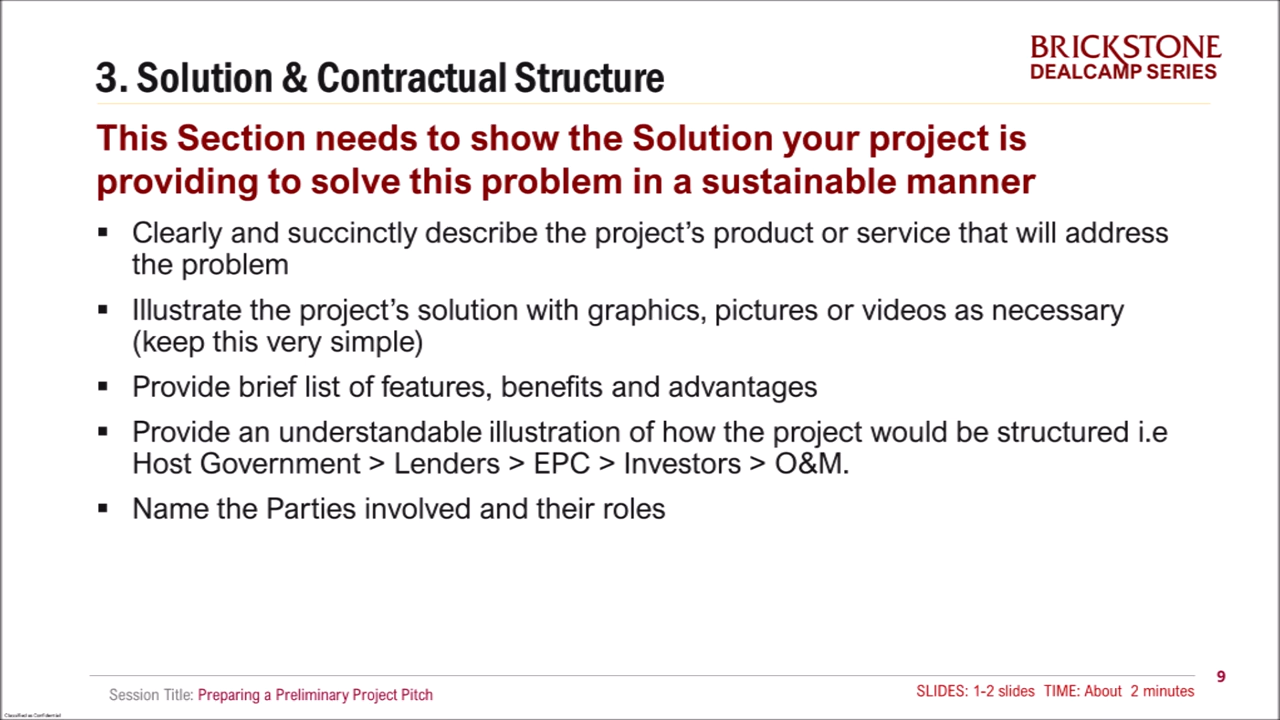 BRICKSTONE
DEALCAMP SERIES
3. Solution & Contractual Structure
This Section needs to show the Solution your project is
providing to solve this problem in a sustainable manner
▪ Clearly and succinctly describe the project’s product or service that will address
the problem
▪ Illustrate the project’s solution with graphics, pictures or videos as necessary
(keep this very simple)
▪ Provide brief list of features, benefits and advantages
▪ Provide an understandable illustration of how the project would be structured i.e
Host Government > Lenders > EPC > Investors > O&M.
▪ Name the Parties involved and their roles
9
Session Title: Preparing a Preliminary Project Pitch
SLIDES: 1-2 slides TIME: About 2 minutes
Classified as Confidential